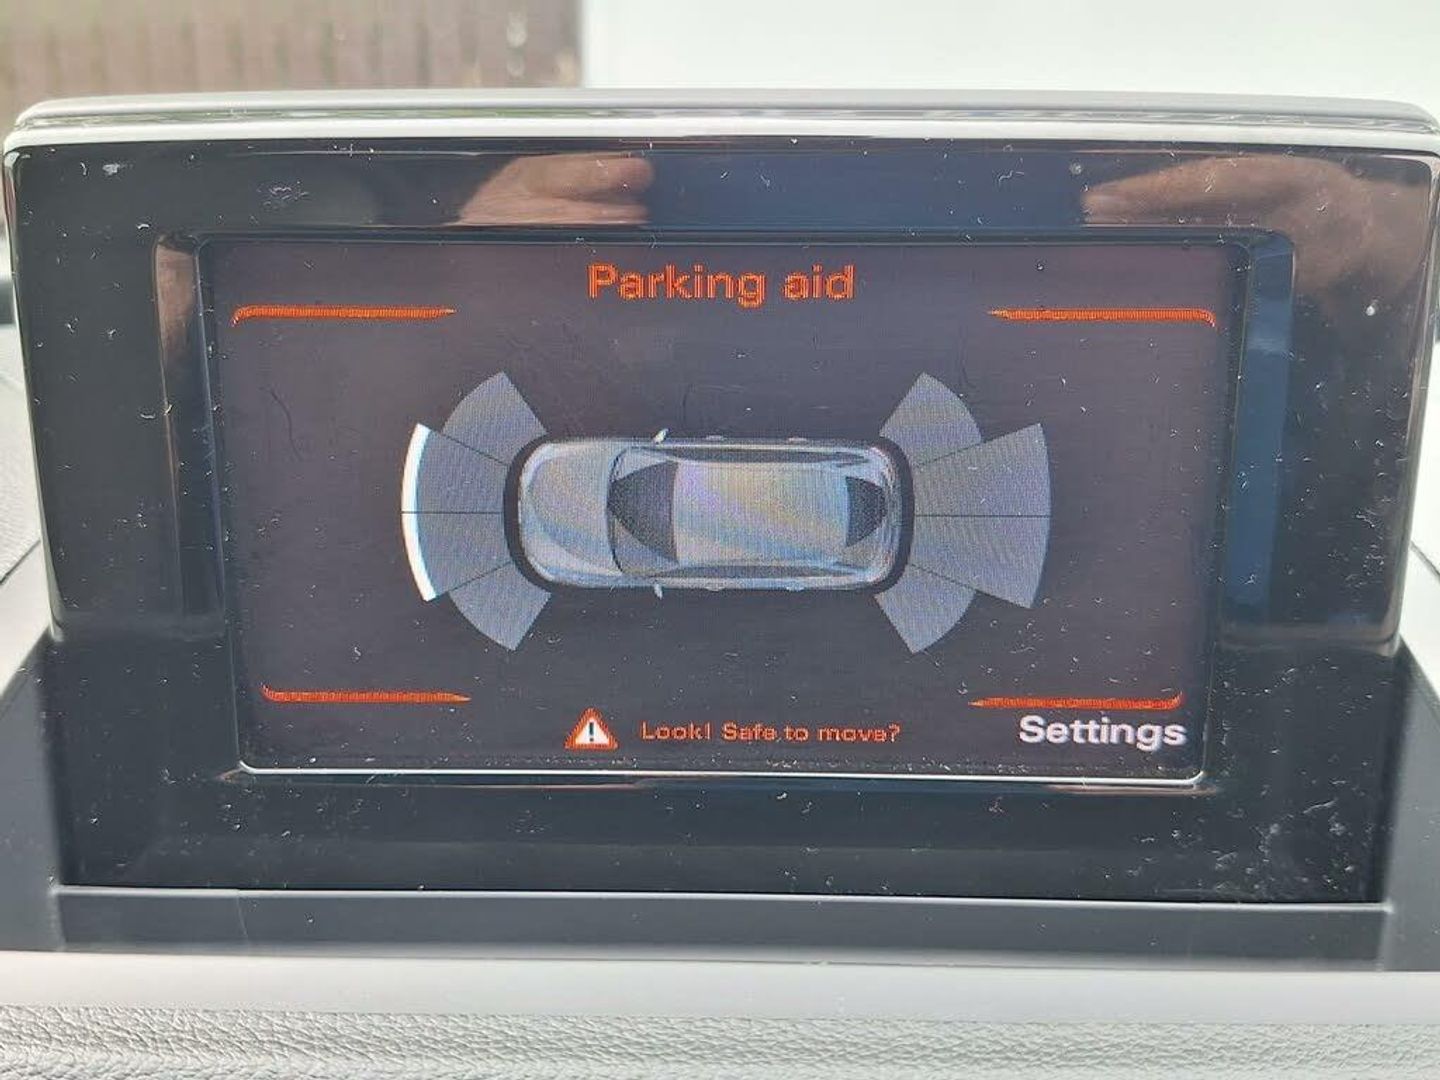 Parking aid
Look! Safe to move?
Settings